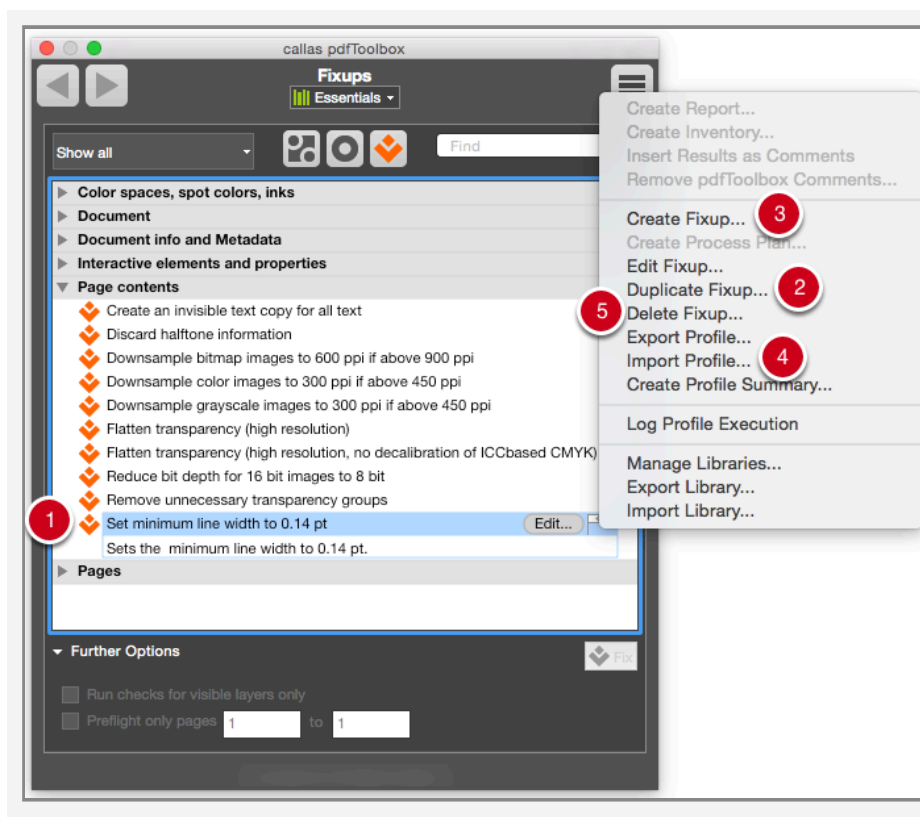 callas pdfToolbox
Fixups
Essentials
Show all
Find
Color spaces, spot colors, inks
Document
Document info and Metadata
Interactive elements and properties
Page contents
Create an invisible text copy for all text
Discard halftone information
Downsample bitmap images to 600 ppi if above 900 ppi
Downsample color images to 300 ppi if above 450 ppi
Downsample grayscale images to 300 ppi if above 450 ppi
Flatten transparency (high resolution)
Flatten transparency (high resolution, no decalibration of ICCbased CMYK)
Reduce bit depth for 16 bit images to 8 bit
Remove unnecessary transparency groups
1
Set minimum line width to 0.14 pt Edit...
Sets the minimum line width to 0.14 pt.
Pages
Further Options
Fix
Run checks for visible layers only
Preflight only pages 1 to 1
Create Report...
Create Inventory...
Insert Results as Comments
Remove pdfToolbox Comments...
Create Fixup... 3
Create Process Plan...
Edit Fixup...
Duplicate Fixup... 2
5 Delete Fixup...
Export Profile...
Import Profile... 4
Create Profile Summary...
Log Profile Execution
Manage Libraries...
Export Library...
Import Library...